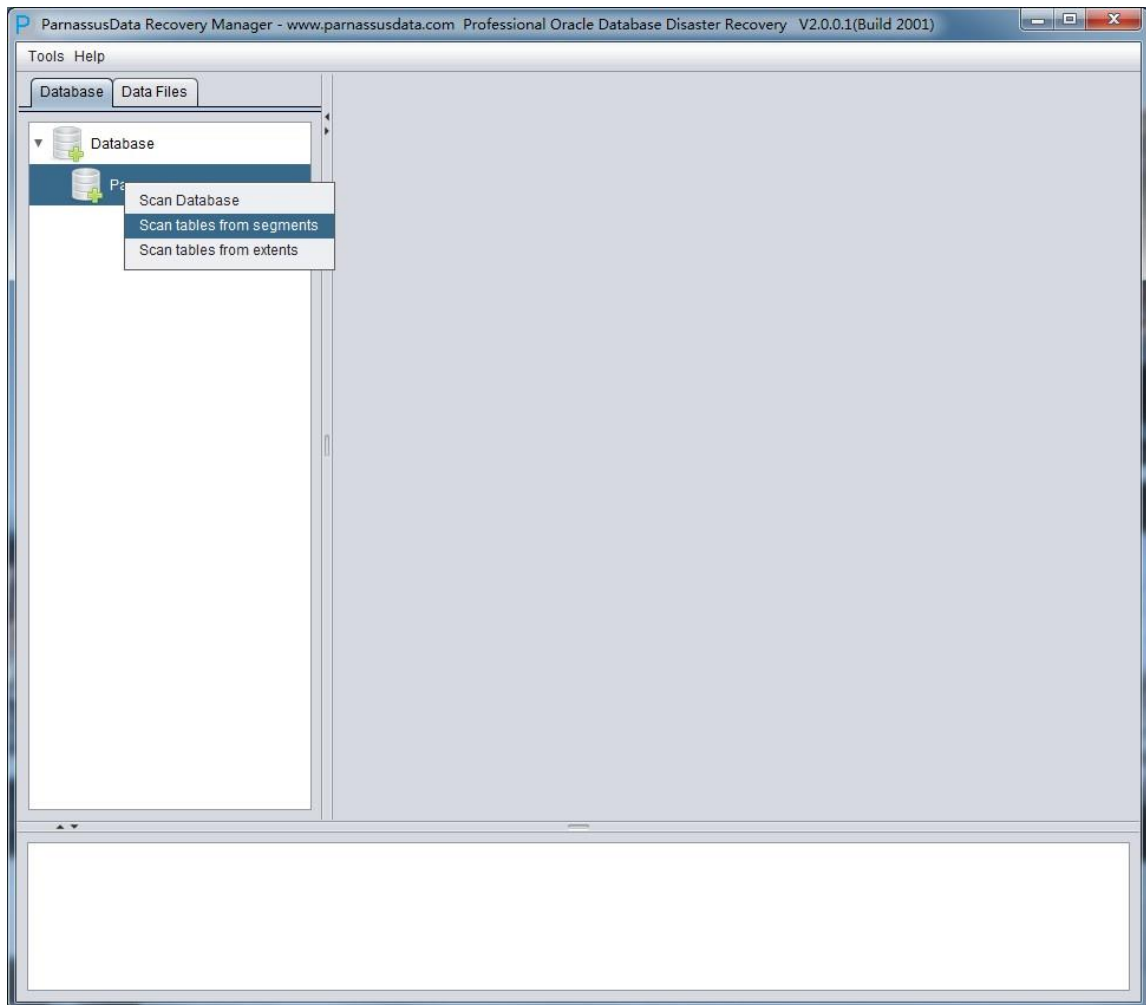 ParnassusData Recovery Manager - www.parnassusdata.com Professional Oracle Database Disaster Recovery V2.0.0.1(Build 2001)
Tools Help
Database Data Files
Database
Scan Database
Scan tables from segments
Scan tables from extents